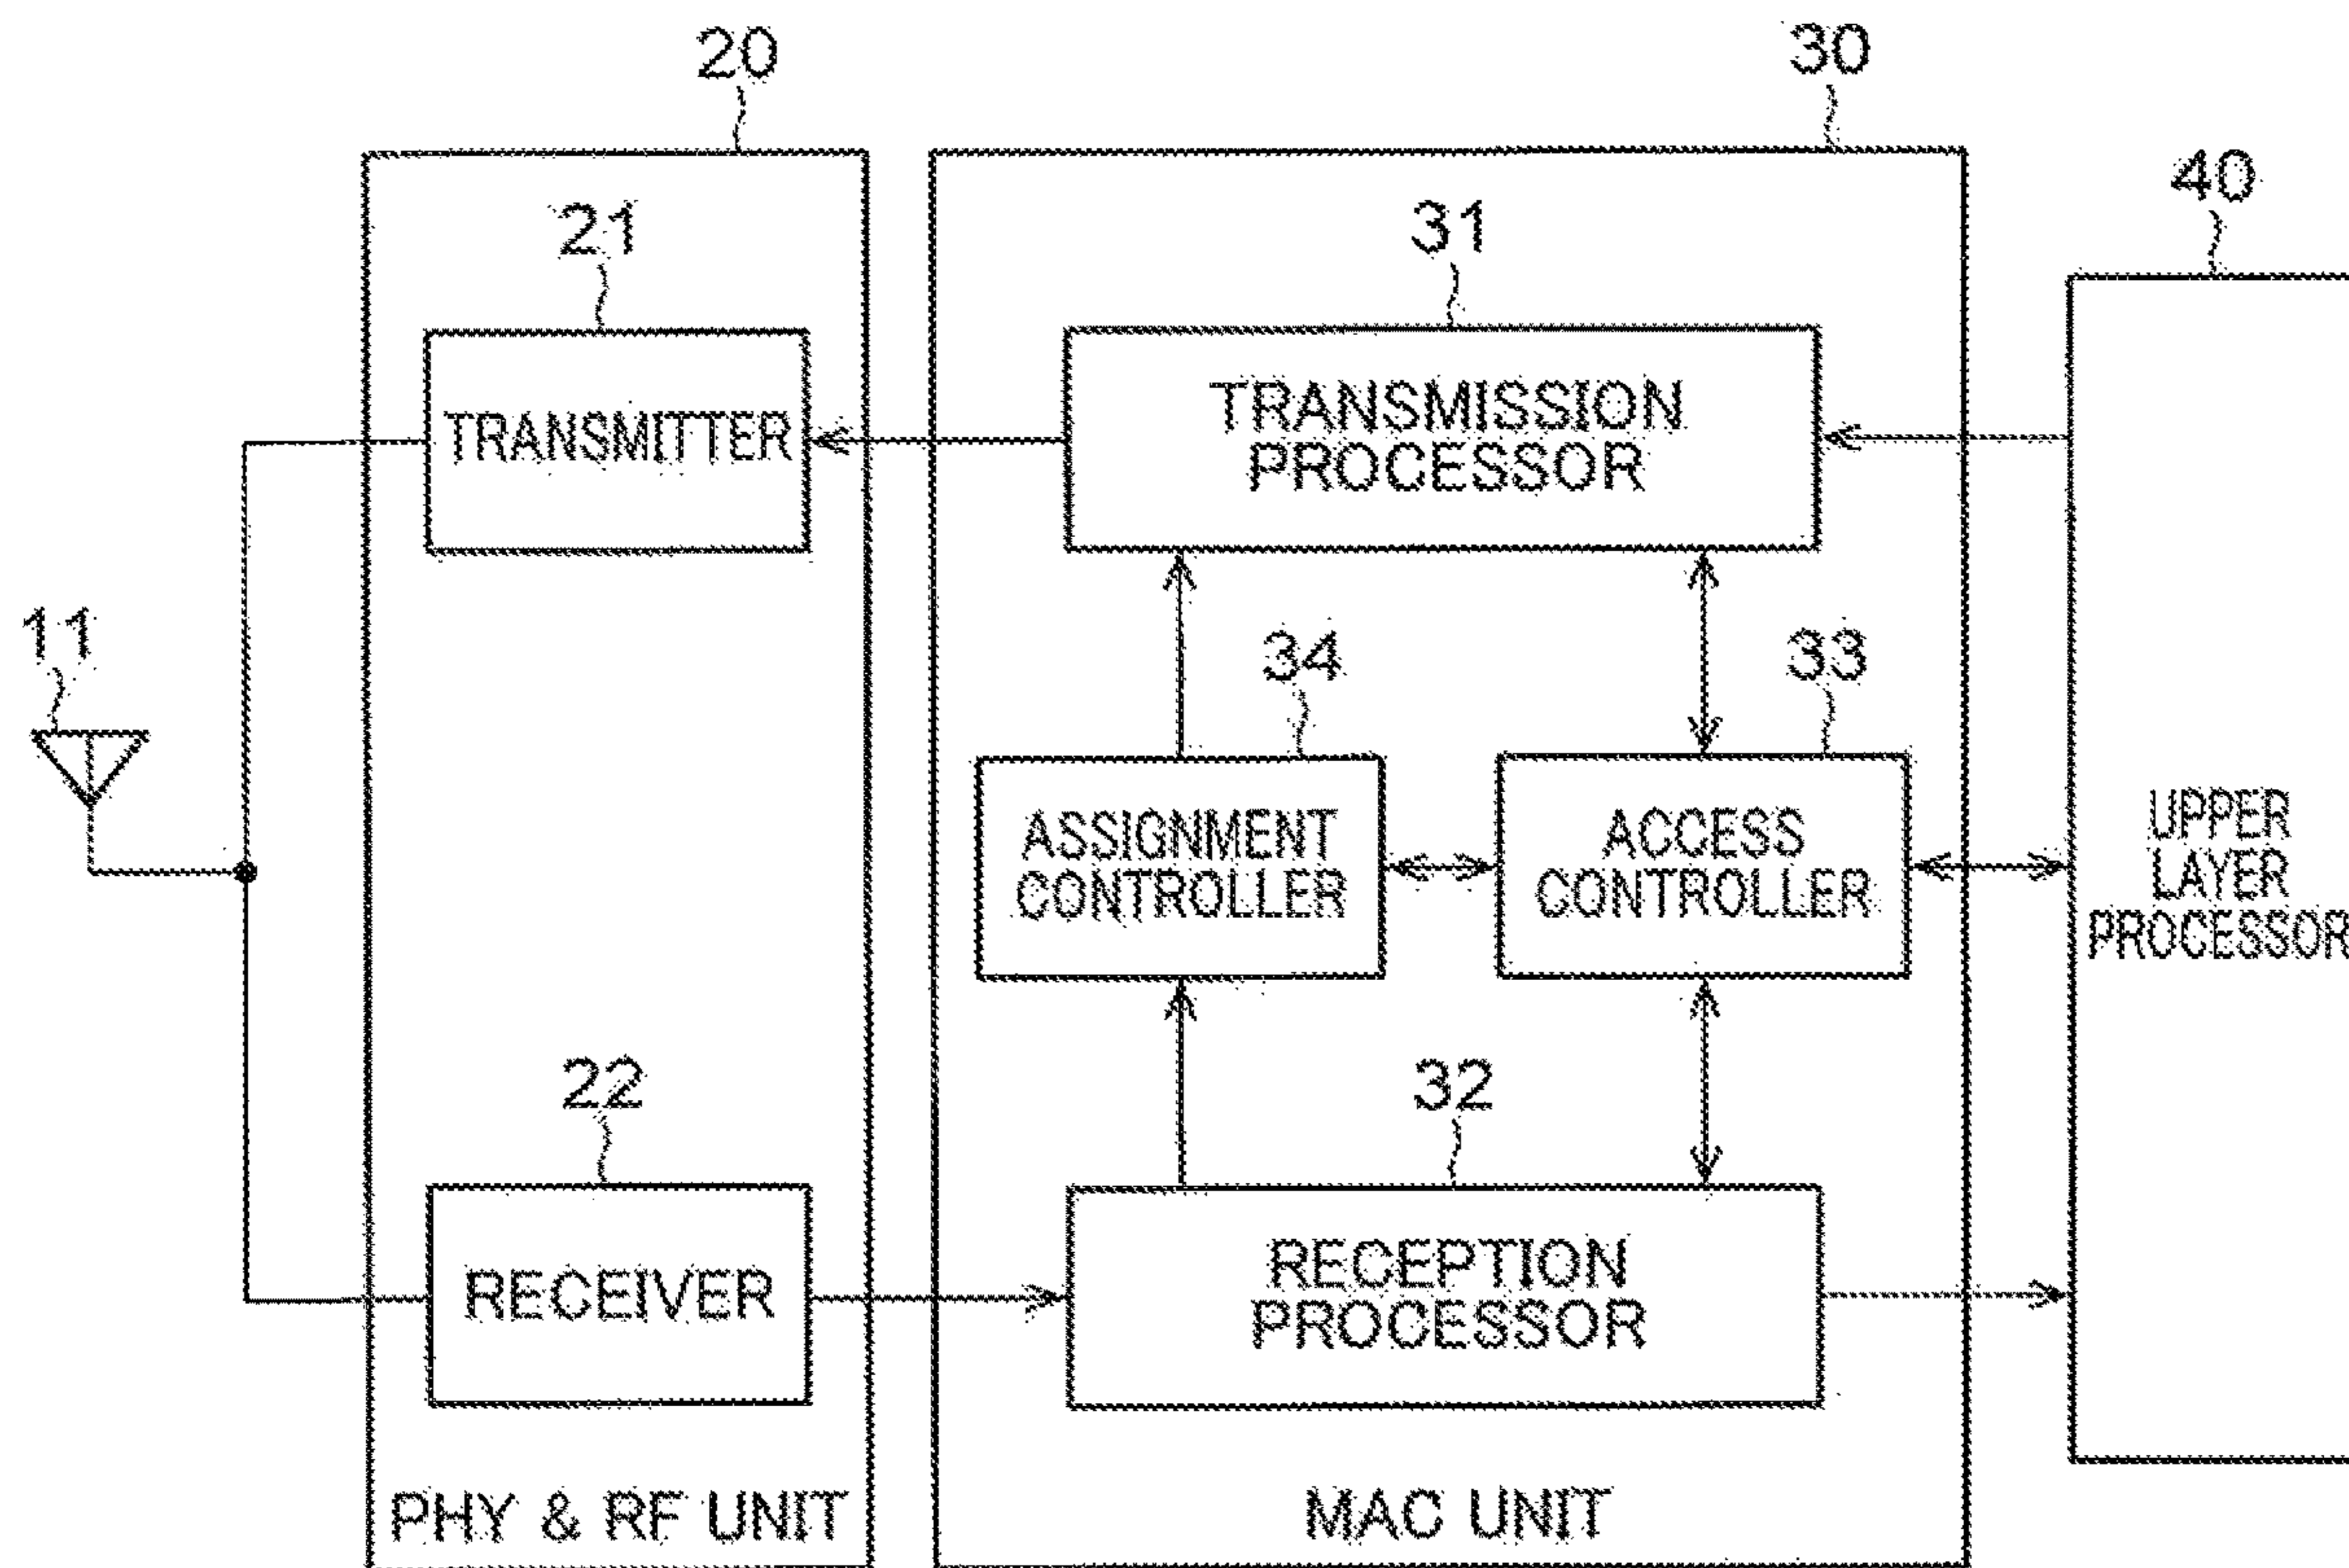 20
30
40
21
31
TRANSMITTER
TRANSMISSION
PROCESSOR
11
34
33
ASSIGNMENT
CONTROLLER
ACCESS
CONTROLLER
UPPER
LAYER
PROCESSOR
22
32
RECEIVER
RECEPTION
PROCESSOR
PHY & RF UNIT
MAC UNIT